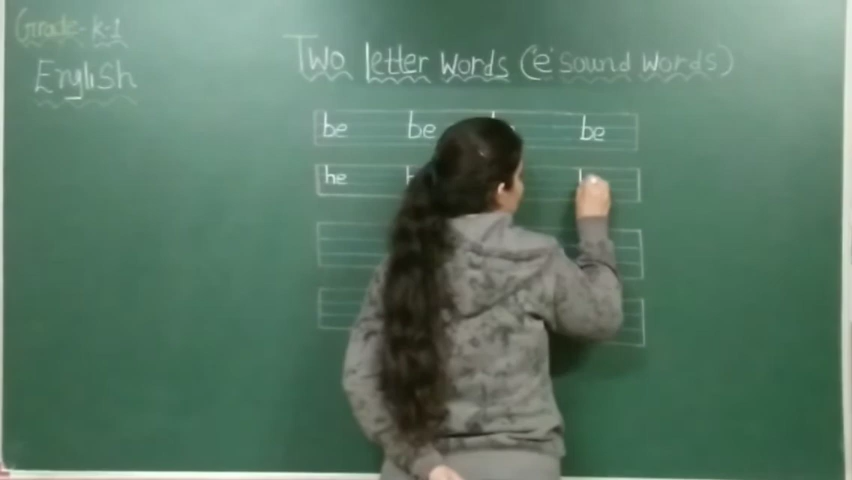 Grade- K-1
English
Two letter words ('e' sound words)
be be be
he